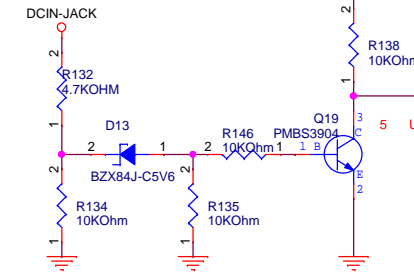 DCIN-JACK
2
R138
10KOhm
1
2
R132
4.7KOHM
1
D13
2
1
BZX84J-C5V6
2
R146
10KOhm
1
Q19
PMBS3904
3
C
1
B
E
2
5
U
2
R134
10KOhm
1
2
R135
10KOhm
1